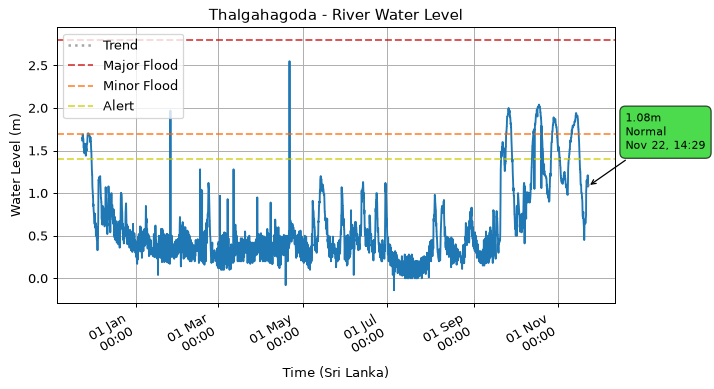 Thalgahagoda - River Water Level
Trend
Major Flood
Minor Flood
Alert
1.08m
Normal
Nov 22, 14:29
Water Level (m)
2.5
2.0
1.5
1.0
0.5
0.0
01 Jan
00:00
01 Mar
00:00
01 May
00:00
01 Jul
00:00
01 Sep
00:00
01 Nov
00:00
Time (Sri Lanka)